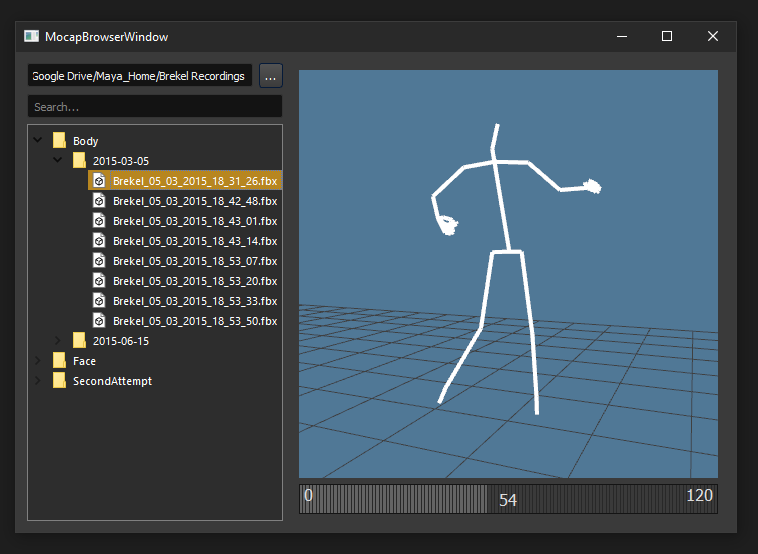 MocapBrowserWindow
Google Drive/Maya_Home/Brekel Recordings
...
Search...
Body
2015-03-05
Brekel_05_03_2015_18_31_26.fbx
Brekel_05_03_2015_18_42_48.fbx
Brekel_05_03_2015_18_43_01.fbx
Brekel_05_03_2015_18_43_14.fbx
Brekel_05_03_2015_18_53_07.fbx
Brekel_05_03_2015_18_53_20.fbx
Brekel_05_03_2015_18_53_33.fbx
Brekel_05_03_2015_18_53_50.fbx
2015-06-15
Face
SecondAttempt
0 54 120